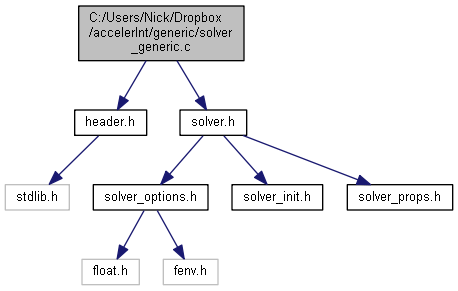 C:/Users/Nick/Dropbox
/accelerInt/generic/solver
_generic.c
header.h
solver.h
stdlib.h
solver_options.h
solver_init.h
solver_props.h
float.h
fenv.h